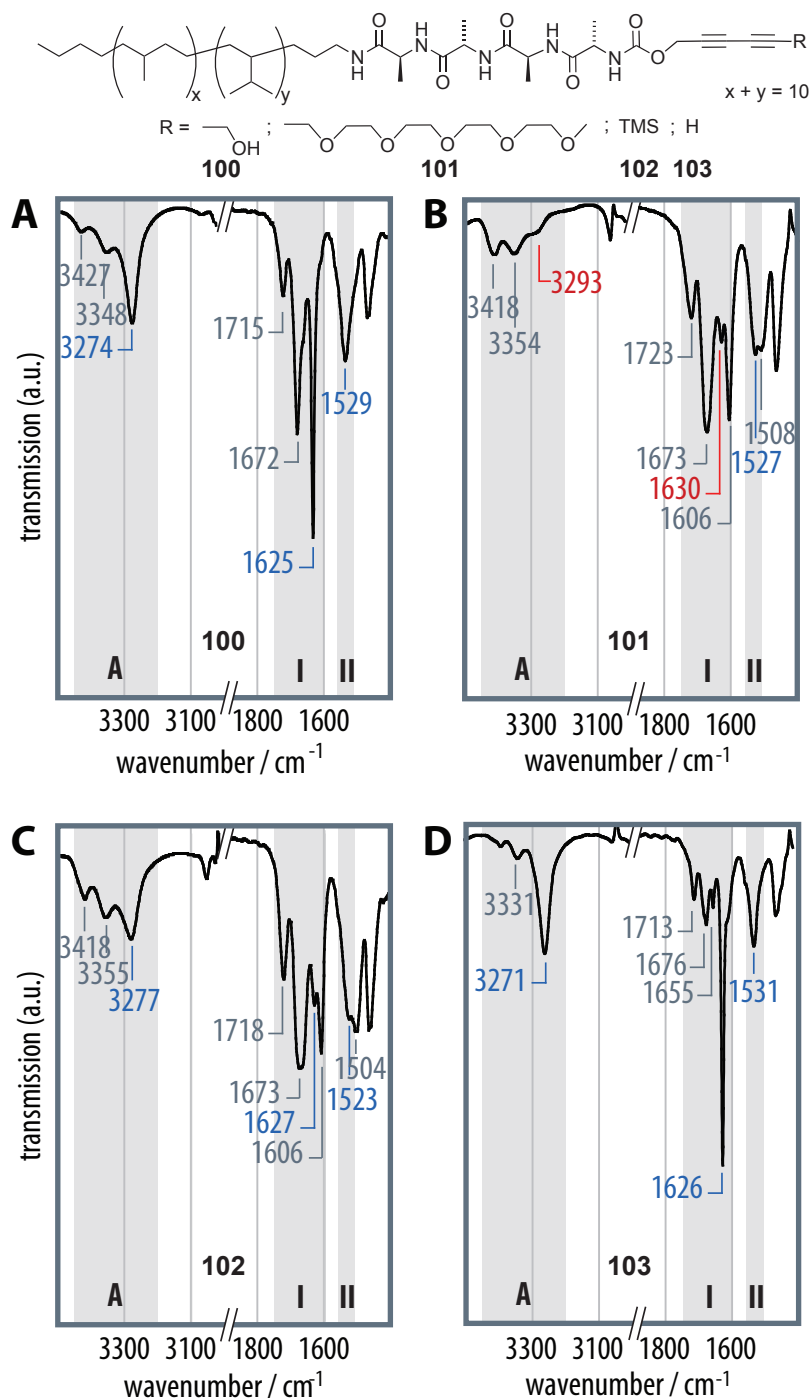 O H N O H N O
N H O N H O N H O R
x y x + y = 10
R = OH ; O O O O O ; TMS ; H
100 101 102 103
A B
3427 3418 3293
3348 1715 3354 1723
3274 1529 1508
1672 1673 1527
1630
1625 1606
transmission (a.u.)
100 101
A I II A I II
3300 3100 1800 1600 3300 3100 1800 1600
wavenumber / cm-1 wavenumber / cm-1
C D
3418 3331 1713
3355 1676
3277 3271 1655 1531
1718 1504
1673 1523
1627
1606 1626
transmission (a.u.)
102 103
A I II A I II
3300 3100 1800 1600 3300 3100 1800 1600
wavenumber / cm-1 wavenumber / cm-1